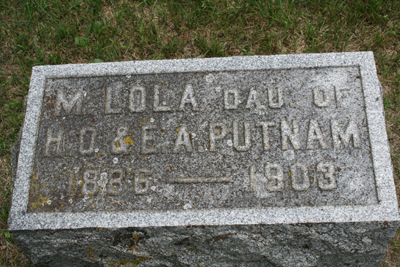 M LOLA DAU OF
H.O. & E.A. PUTNAM
1886 — 1903